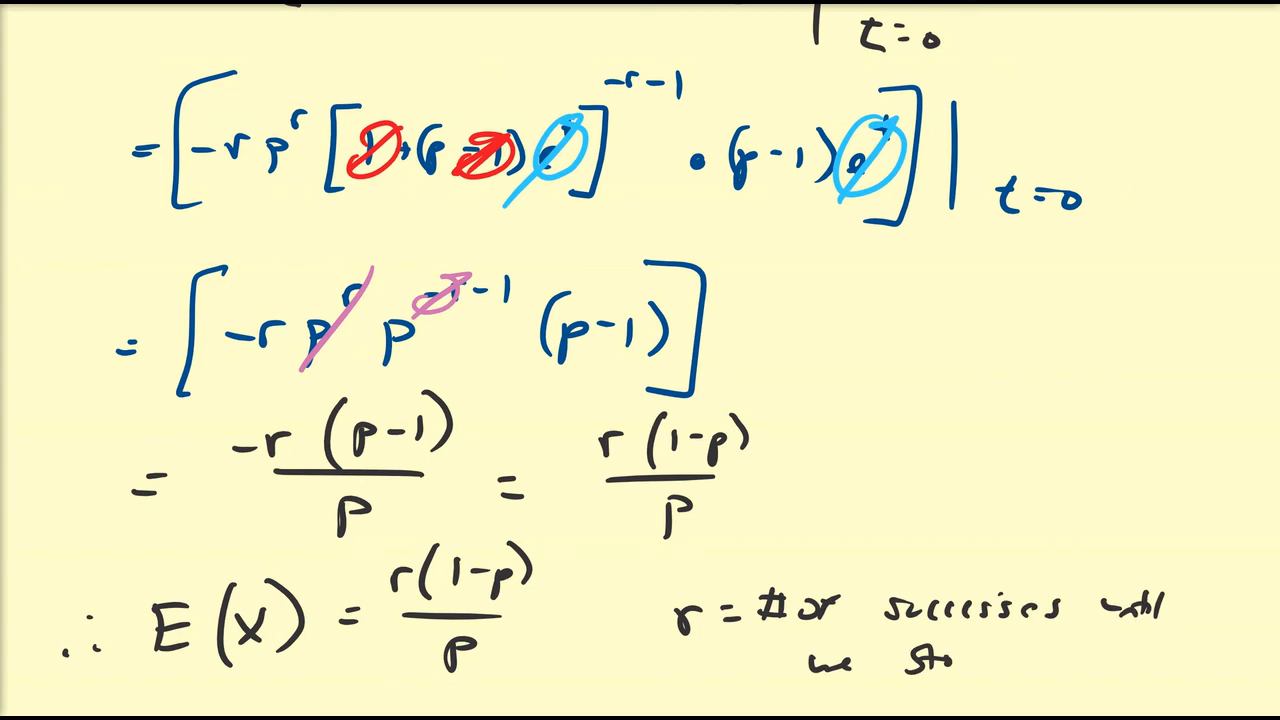 | t=0
= [-r p^r [1+(p-1)e^t]^{-r-1} • (p-1)e^t] | t=0
= [-r p^r p^{-r-1} (p-1)]
= -r(p-1)/p = r(1-p)/p
∴ E(X) = r(1-p)/p
r = # of successes until
we sto